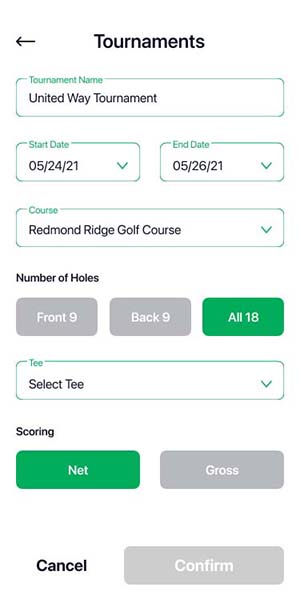 Tournaments
Tournament Name
United Way Tournament
Start Date
End Date
05/24/21
05/26/21
Course
Redmond Ridge Golf Course
Number of Holes
Front 9
Back 9
All 18
Tee
Select Tee
Scoring
Net
Gross
Cancel
Confirm